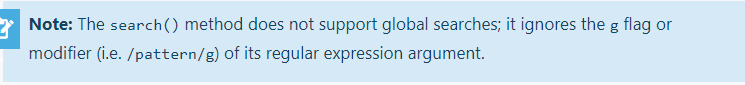 Note: The search() method does not support global searches; it ignores the g flag or
modifier (i.e. /pattern/g) of its regular expression argument.